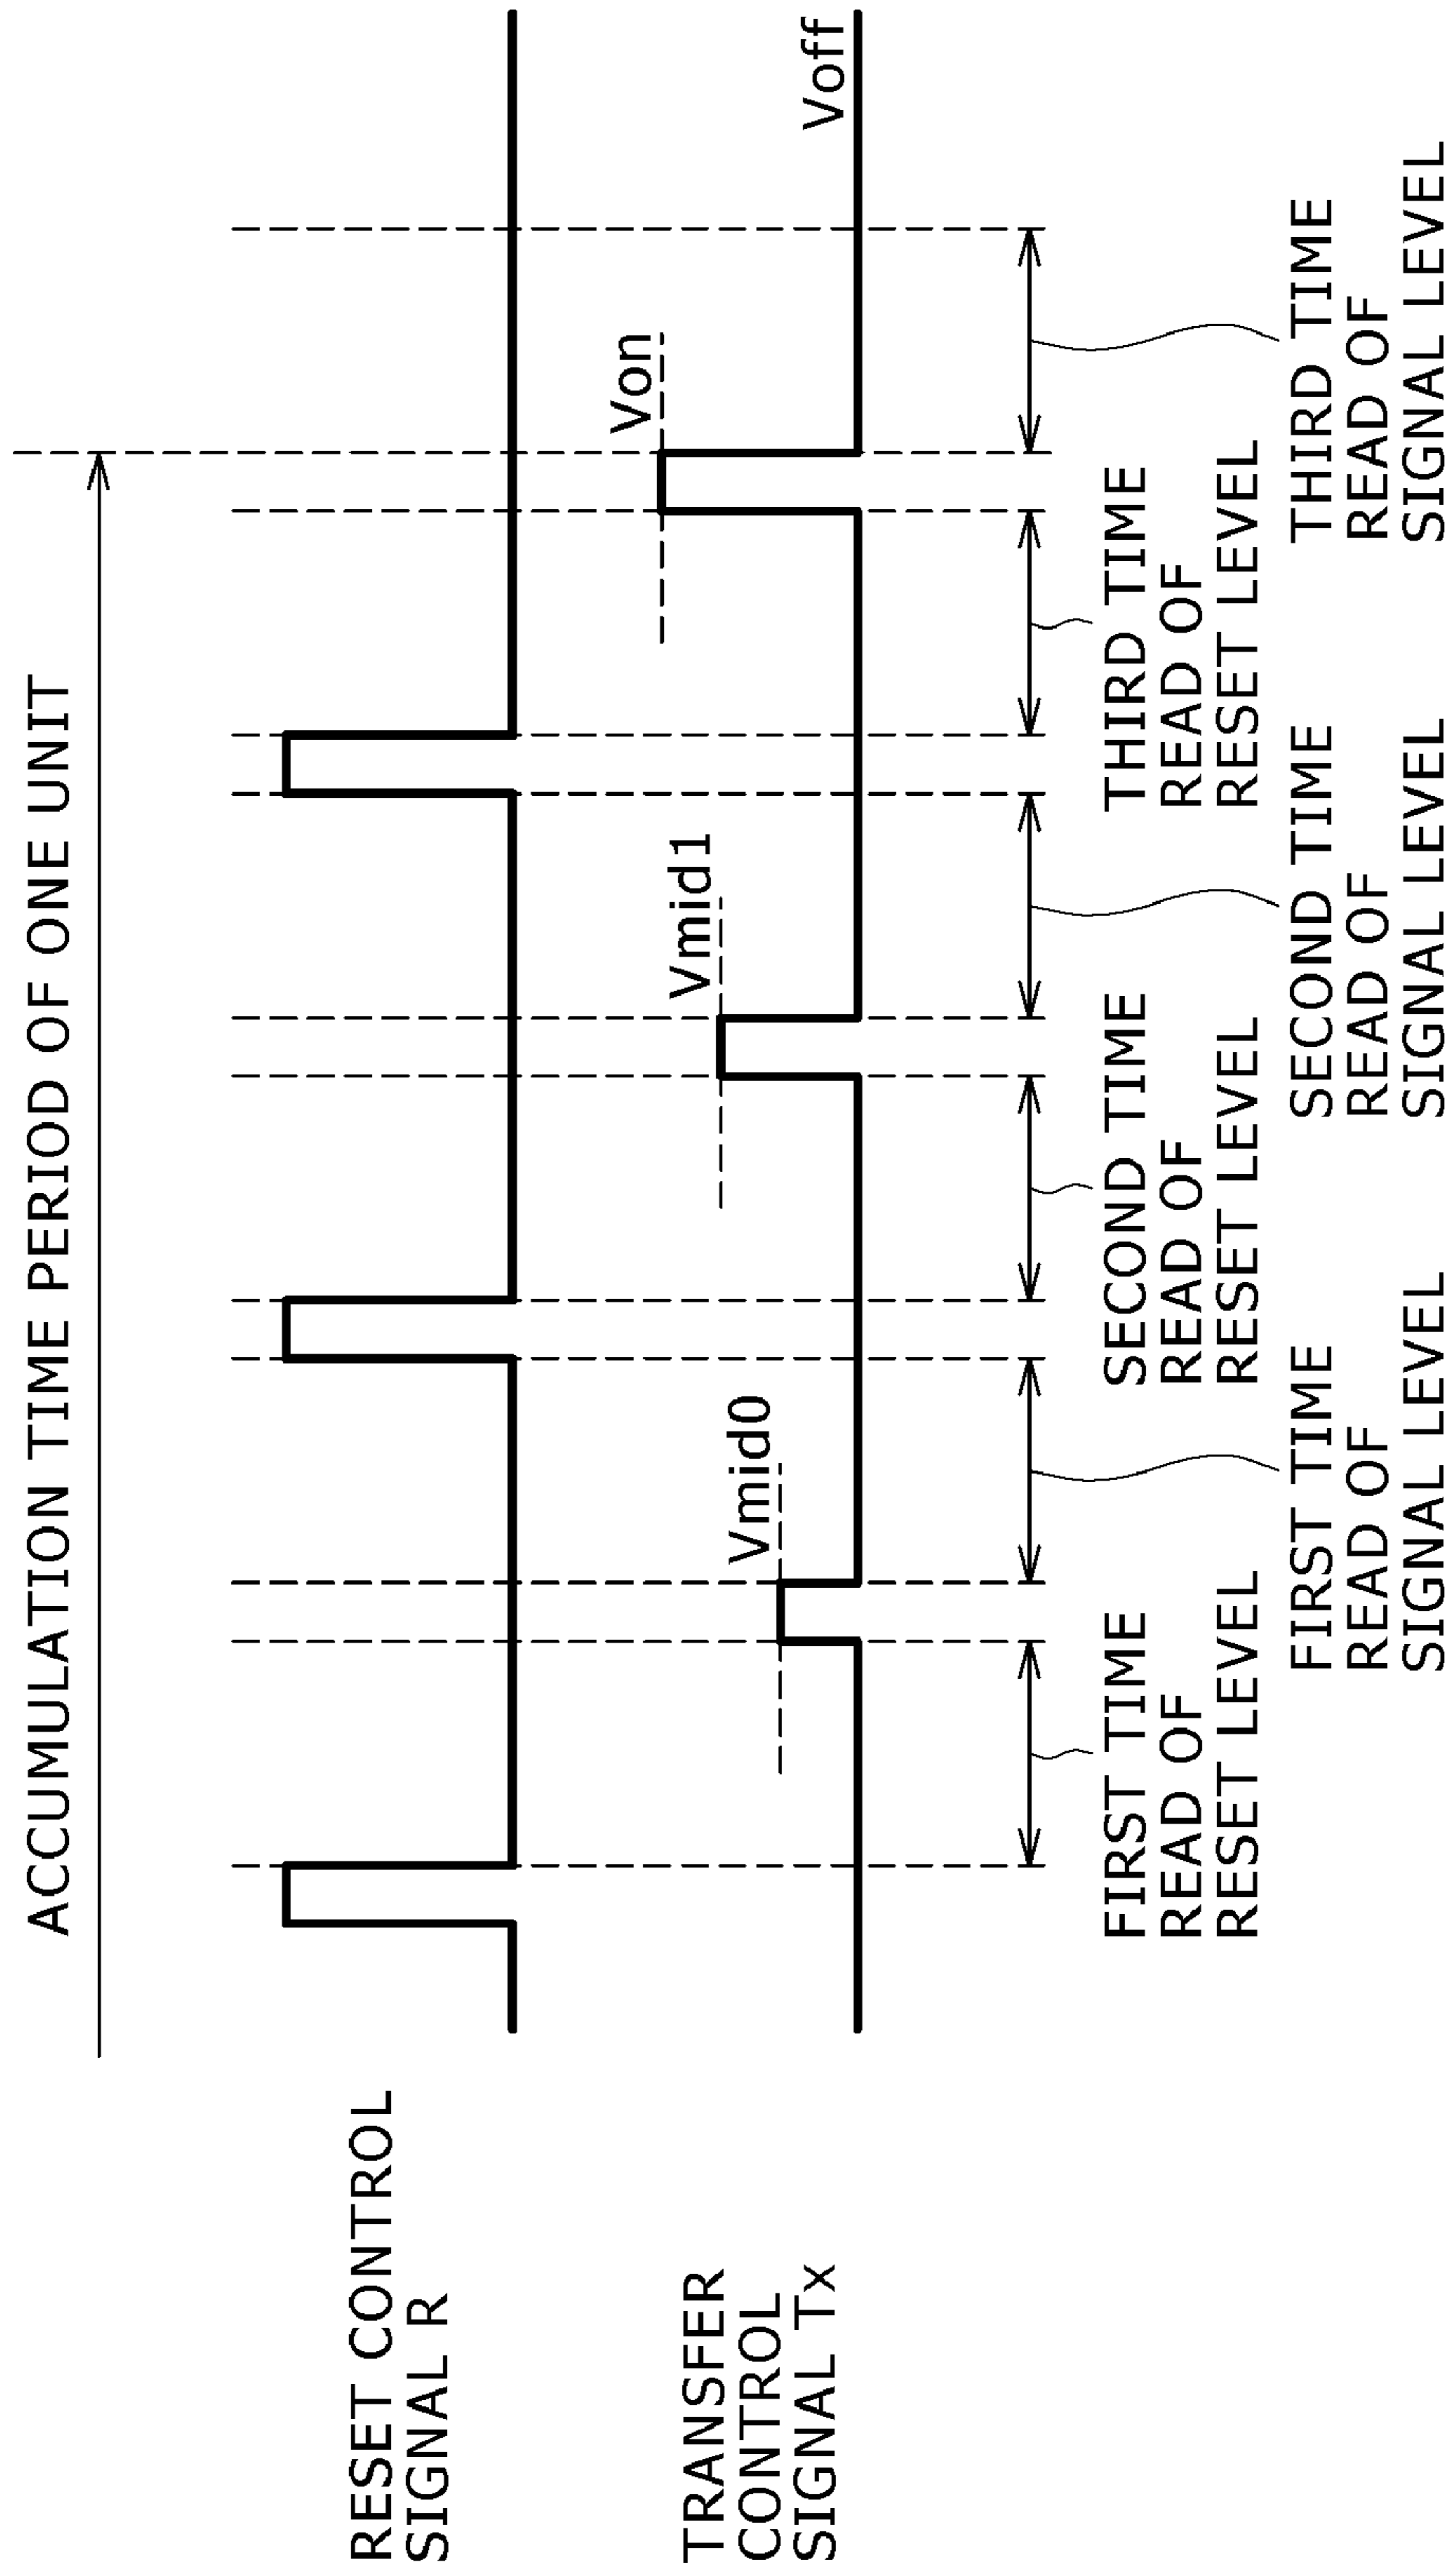 ACCUMULATION TIME PERIOD OF ONE UNIT
RESET CONTROL
SIGNAL R
TRANSFER
CONTROL
SIGNAL Tx
Vmid0
Vmid1
Von
Voff
FIRST TIME
READ OF
RESET LEVEL
SECOND TIME
READ OF
RESET LEVEL
THIRD TIME
READ OF
RESET LEVEL
FIRST TIME
READ OF
SIGNAL LEVEL
SECOND TIME
READ OF
SIGNAL LEVEL
THIRD TIME
READ OF
SIGNAL LEVEL